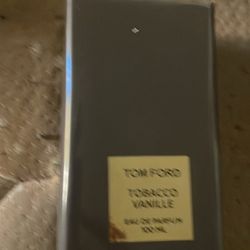 TOM FORD
TOBACCO
VANILLE
EAU DE PARFUM
100 ML